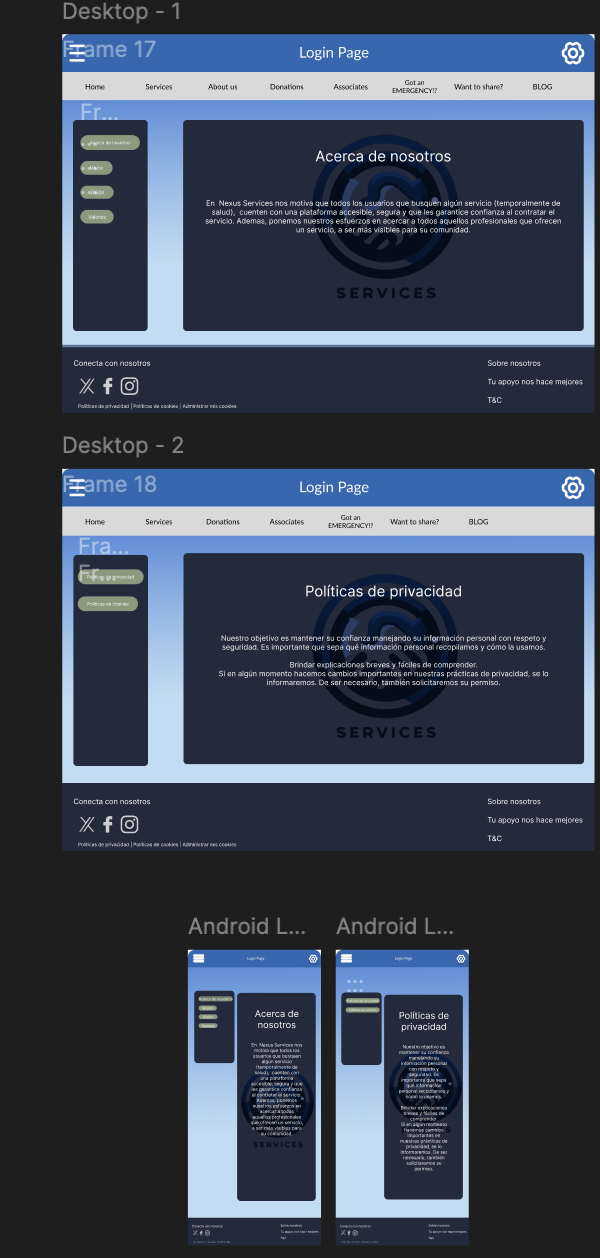 Desktop - 1
Frame 17
Login Page
Home Services About us Donations Associates Got an EMERGENCY!? Want to share? BLOG
Fr...
Acerca de nosotros
Misión
Visión
Valores
Acerca de nosotros
En Nexus Services nos motiva que todos los usuarios que busquen algún servicio (temporalmente de
salud), cuenten con una plataforma accesible, segura y que les garantice confianza al contratar el
servicio. Ademas, ponemos nuestros esfuerzos en acercar a todos aquellos profesionales que ofrecen
un servicio, a ser más visibles para su comunidad.
SERVICES
Conecta con nosotros
Políticas de privacidad | Políticas de cookies | Administrar mis cookies
Sobre nosotros
Tu apoyo nos hace mejores
T&C
Desktop - 2
Frame 18
Login Page
Home Services Donations Associates Got an EMERGENCY!? Want to share? BLOG
Fra...
Fr...
Políticas de privacidad
Políticas de cookies
Políticas de privacidad
Nuestro objetivo es mantener su confianza manejando su información personal con respeto y
seguridad. Es importante que sepa qué información personal recopilamos y cómo la usamos.
Brindar explicaciones breves y fáciles de comprender.
Si en algún momento hacemos cambios importantes en nuestras prácticas de privacidad, se lo
informaremos. De ser necesario, también solicitaremos su permiso.
SERVICES
Conecta con nosotros
Políticas de privacidad | Políticas de cookies | Administrar mis cookies
Sobre nosotros
Tu apoyo nos hace mejores
T&C
Android L...
Login Page
Acerca de nosotros
Acerca de
nosotros
En Nexus Services nos
motiva que todos los
usuarios que busquen
algún servicio
(temporalmente de
salud), cuenten con
una plataforma
accesible, segura y que
les garantice confianza
al contratar el servicio.
Ademas, ponemos
nuestros esfuerzos en
acercar a todos
aquellos profesionales
que ofrecen un servicio,
a ser más visibles para
su comunidad.
SERVICES
Conecta con nosotros
Sobre nosotros
Tu apoyo nos hace mejores
T&C
Android L...
Login Page
Políticas de privacidad
Políticas de cookies
Políticas de
privacidad
Nuestro objetivo es
mantener su confianza
manejando su
información personal
con respeto y
seguridad. Es
importante que sepa
qué información
personal recopilamos y
cómo la usamos.
Brindar explicaciones
breves y fáciles de
comprender.
Si en algún momento
hacemos cambios
importantes en
nuestras prácticas de
privacidad, se lo
informaremos. De ser
necesario, también
solicitaremos su
permiso.
Conecta con nosotros
Sobre nosotros
Tu apoyo nos hace mejores
T&C